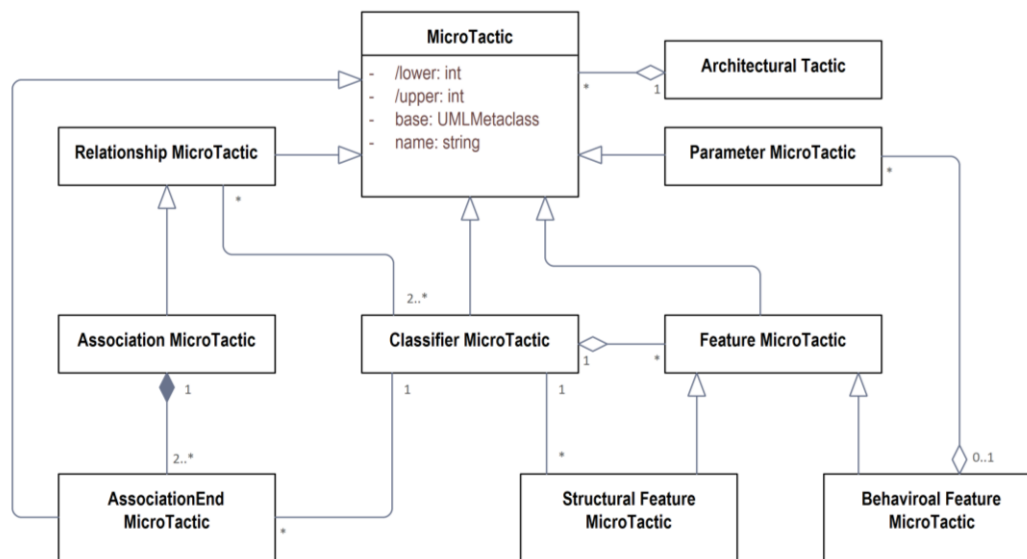 MicroTactic
- /lower: int
- /upper: int
- base: UMLMetaclass
- name: string
* 1
Architectural Tactic
Relationship MicroTactic
*
Parameter MicroTactic
*
2..*
Association MicroTactic
1
Classifier MicroTactic
1 *
Feature MicroTactic
1
1
2..*
*
0..1
AssociationEnd
MicroTactic
*
Structural Feature
MicroTactic
Behaviroal Feature
MicroTactic